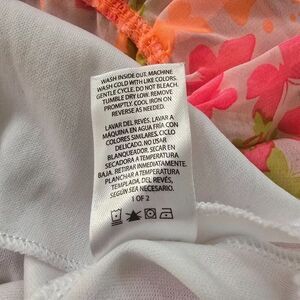 WASH INSIDE OUT. MACHINE
WASH COLD WITH LIKE COLORS.
GENTLE CYCLE. DO NOT BLEACH.
TUMBLE DRY LOW. REMOVE
PROMPTLY. COOL IRON ON
REVERSE AS NEEDED.
LAVAR DEL REVÉS. LAVAR A
MÁQUINA EN AGUA FRÍA CON
COLORES SIMILARES. CICLO
DELICADO. NO USAR
BLANQUEADOR. SECAR EN
SECADORA A TEMPERATURA
BAJA. RETIRAR INMEDIATAMENTE.
PLANCHAR A TEMPERATURA
TEMPLADA, DEL REVÉS,
SEGÚN SEA NECESARIO.
1 OF 2